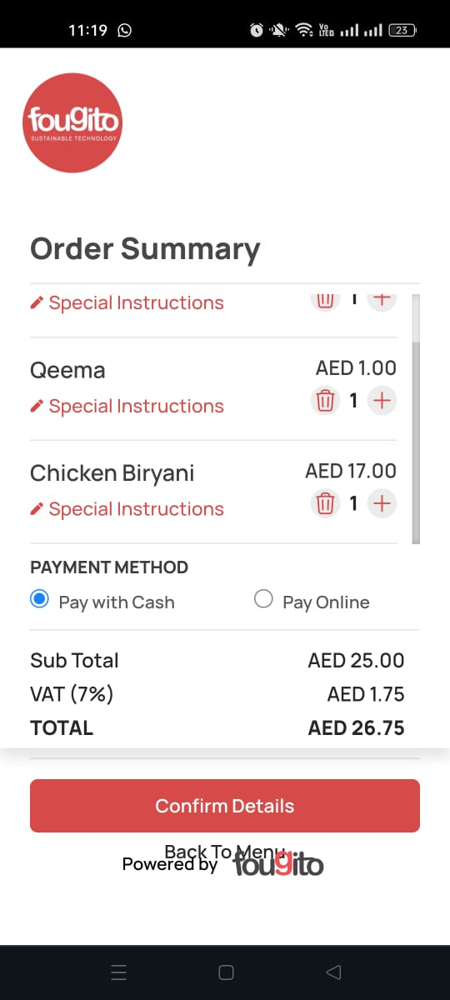 11:19
Vo
LTED
23
fougito
SUSTAINABLE TECHNOLOGY
Order Summary
Special Instructions
1
Qeema
AED 1.00
Special Instructions
1
Chicken Biryani
AED 17.00
Special Instructions
1
PAYMENT METHOD
Pay with Cash
Pay Online
Sub Total
AED 25.00
VAT (7%)
AED 1.75
TOTAL
AED 26.75
Confirm Details
Back To Menu
Powered by fougito